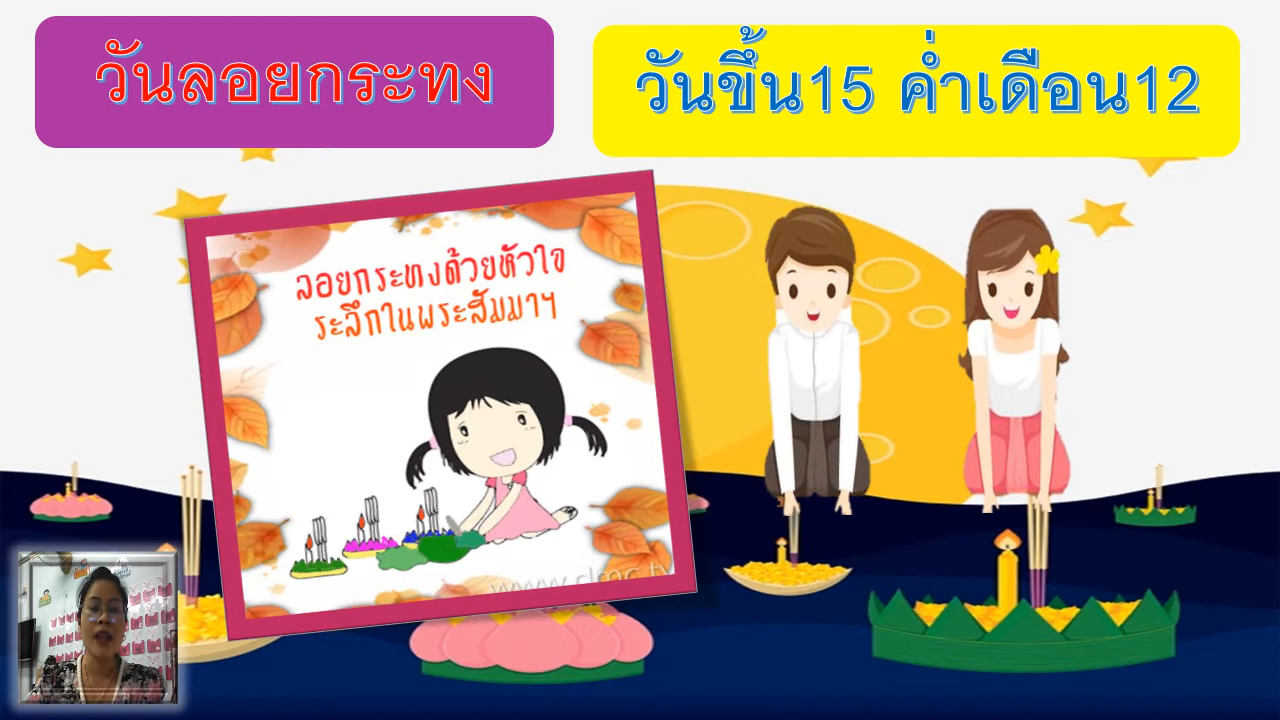 วันลอยกระทง
วันขึ้น15 ค่ำเดือน12
ลอยกระทงด้วยหัวใจ
ระลึกในพระสัมมาฯ